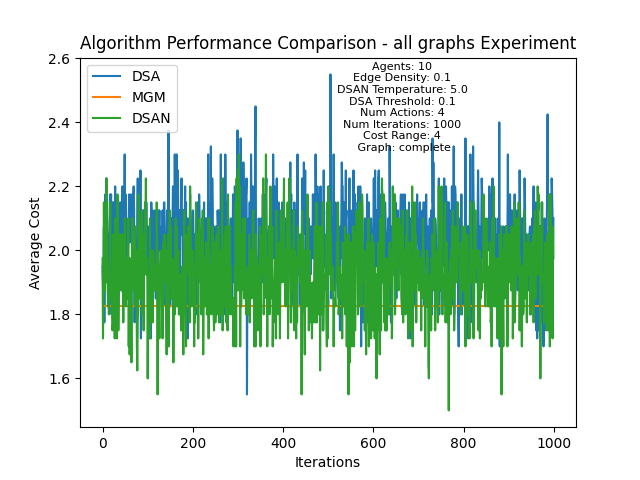 Algorithm Performance Comparison - all graphs Experiment
DSA
MGM
DSAN
Agents: 10
Edge Density: 0.1
DSAN Temperature: 5.0
DSA Threshold: 0.1
Num Actions: 4
Num Iterations: 1000
Cost Range: 4
Graph: complete
Average Cost
2.6
2.4
2.2
2.0
1.8
1.6
0 200 400 600 800 1000
Iterations